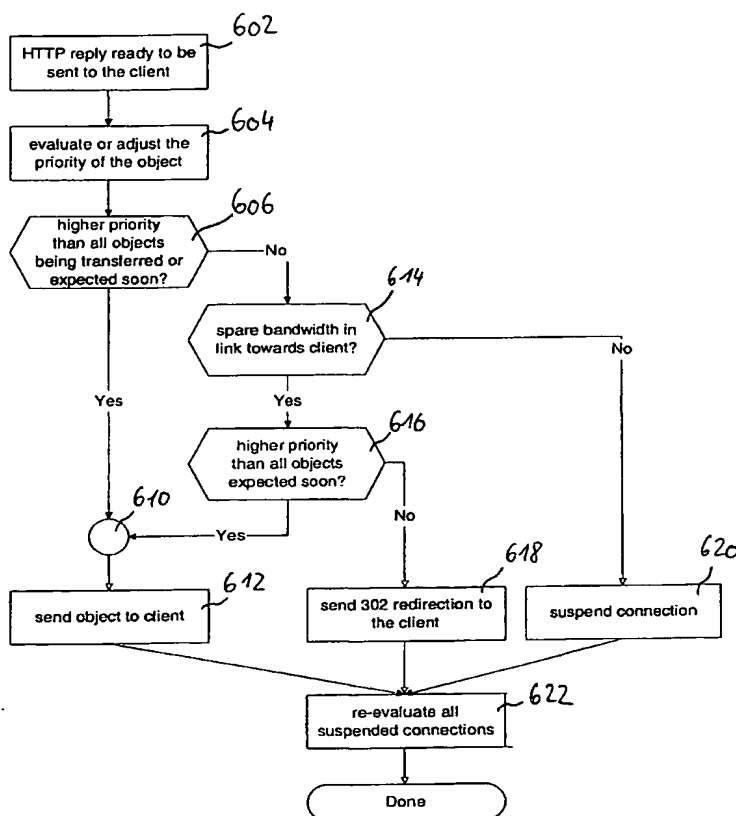 602
HTTP reply ready to be
sent to the client
604
evaluate or adjust the
priority of the object
606
higher priority
than all objects
being transferred or
expected soon?
No
614
spare bandwidth in
link towards client?
No
Yes
Yes
616
higher priority
than all objects
expected soon?
610
Yes
No
612
send object to client
618
send 302 redirection to
the client
620
suspend connection
622
re-evaluate all
suspended connections
Done